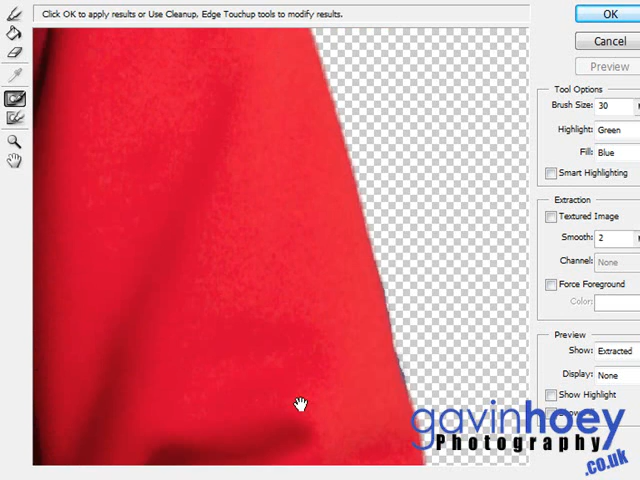 Click OK to apply results or Use Cleanup, Edge Touchup tools to modify results.
OK
Cancel
Preview
Tool Options
Brush Size: 30
Highlight: Green
Fill: Blue
Smart Highlighting
Extraction
Textured Image
Smooth: 2
Channel: None
Force Foreground
Color:
Preview
Show: Extracted
Display: None
Show Highlight
gavinhoey
Photography
.co.uk